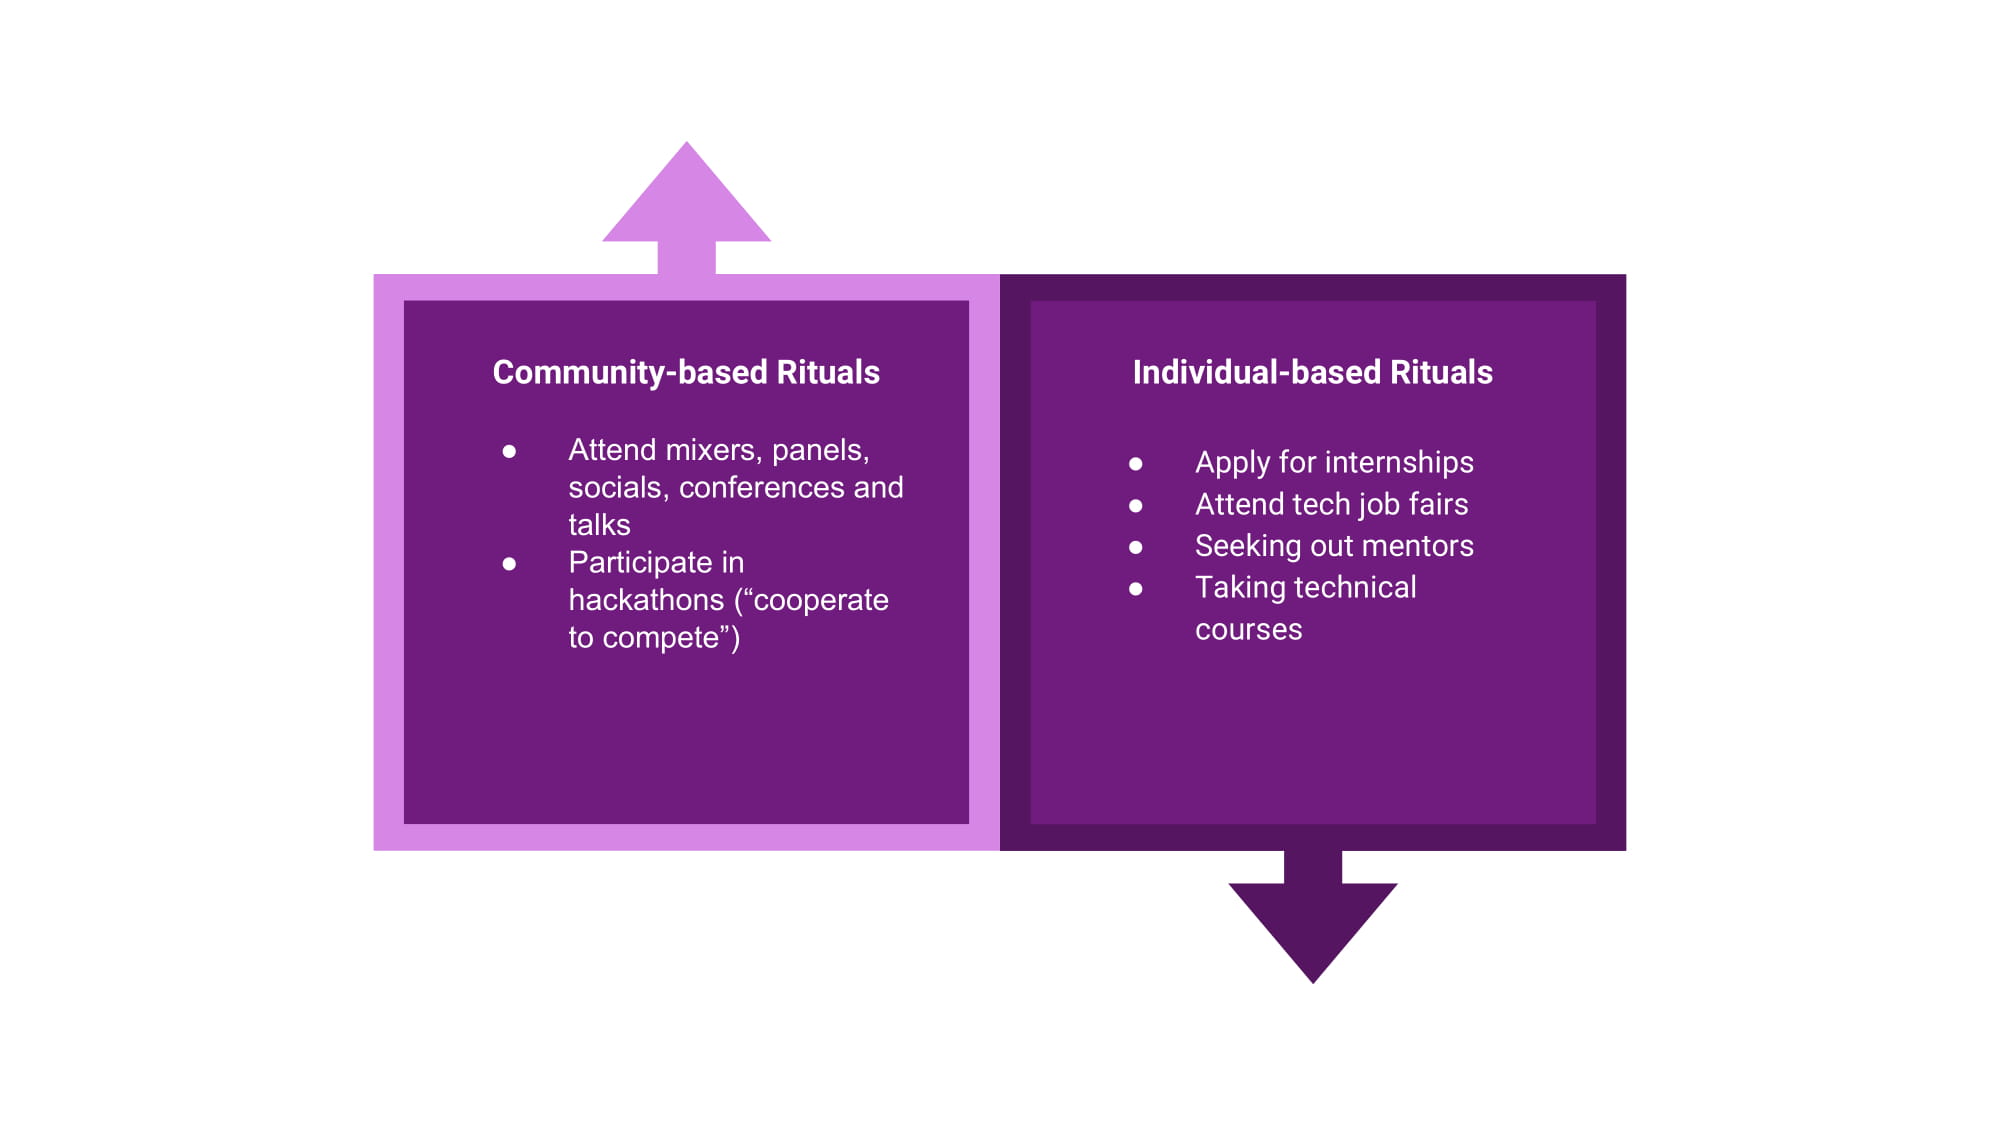 Community-based Rituals
● Attend mixers, panels,
socials, conferences and
talks
● Participate in
hackathons (“cooperate
to compete”)
Individual-based Rituals
● Apply for internships
● Attend tech job fairs
● Seeking out mentors
● Taking technical
courses